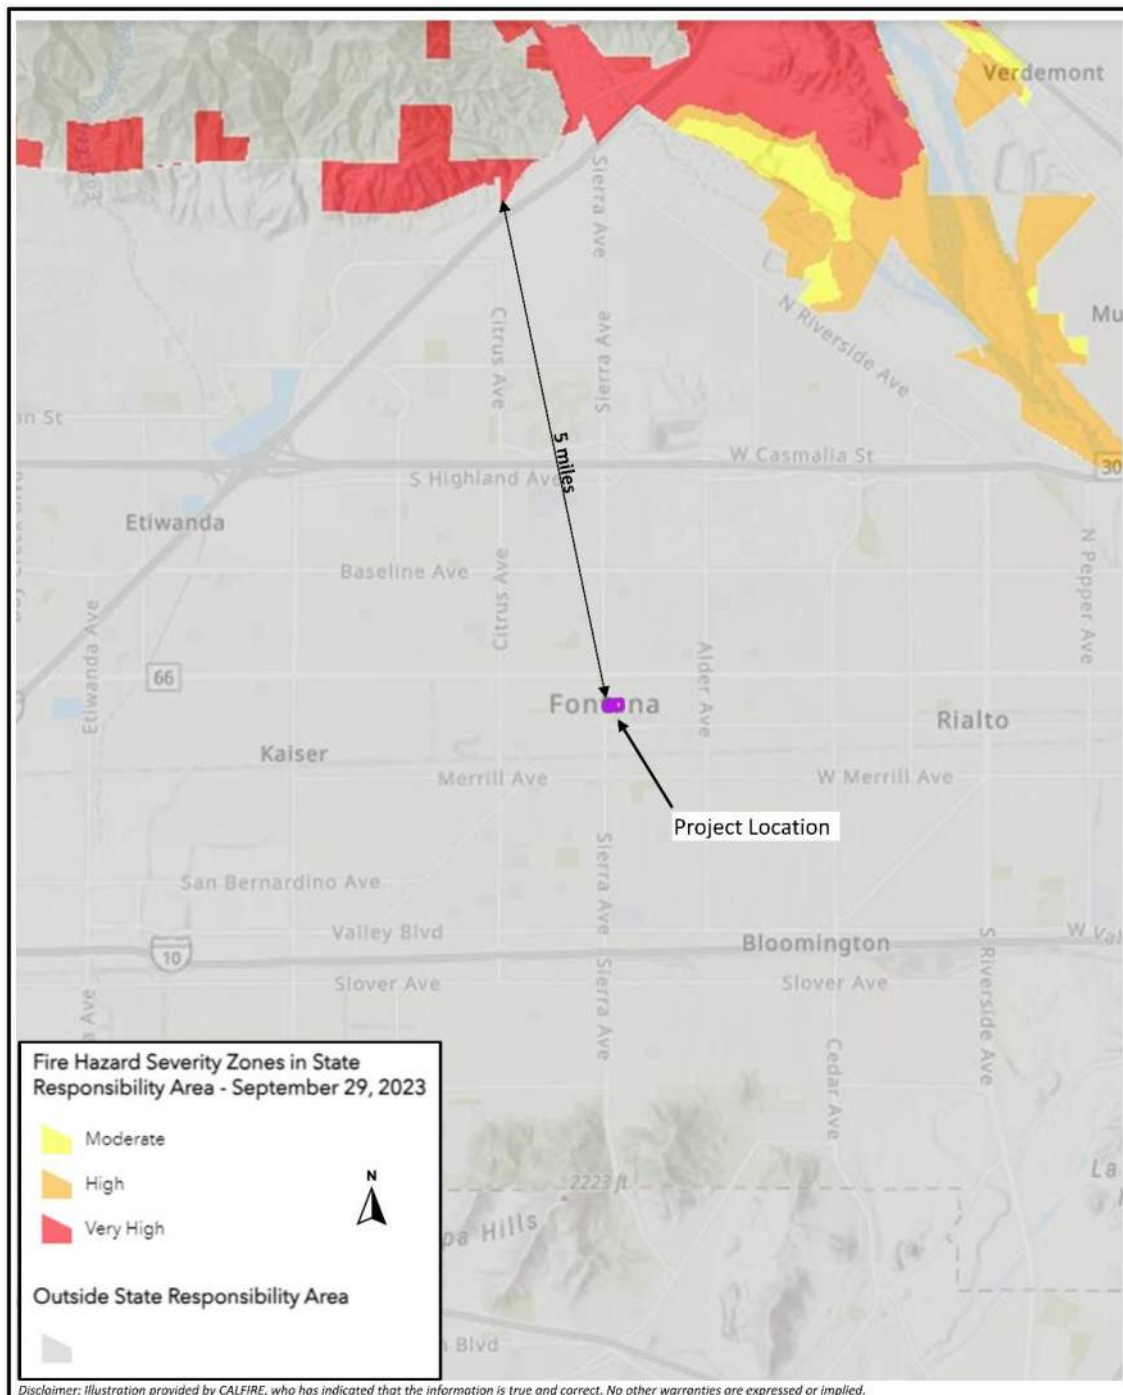 Verdemont
Sierra Ave
Mu
Citrus Ave
Sierra Ave
N Riverside Ave
5 miles
on St
W Casmalia St
30
S Highland Ave
Etiwanda
Baseline Ave
Citrus Ave
N Pepper Ave
Etiwanda Ave
66
Alder Ave
Fon na
Rialto
Kaiser
Merrill Ave
W Merrill Ave
Project Location
San Bernardino Ave
Sierra Ave
Valley Blvd
Bloomington
W Val
10
S Riverside Ave
Slover Ave
Sierra Ave
Slover Ave
a Ave
Cedar Ave
Fire Hazard Severity Zones in State
Responsibility Area - September 29, 2023
Moderate
High
Very High
N
Outside State Responsibility Area
2223 ft
pa Hills
La
Blvd
Disclaimer: Illustration provided by CALFIRE, who has indicated that the information is true and correct. No other warranties are expressed or implied.